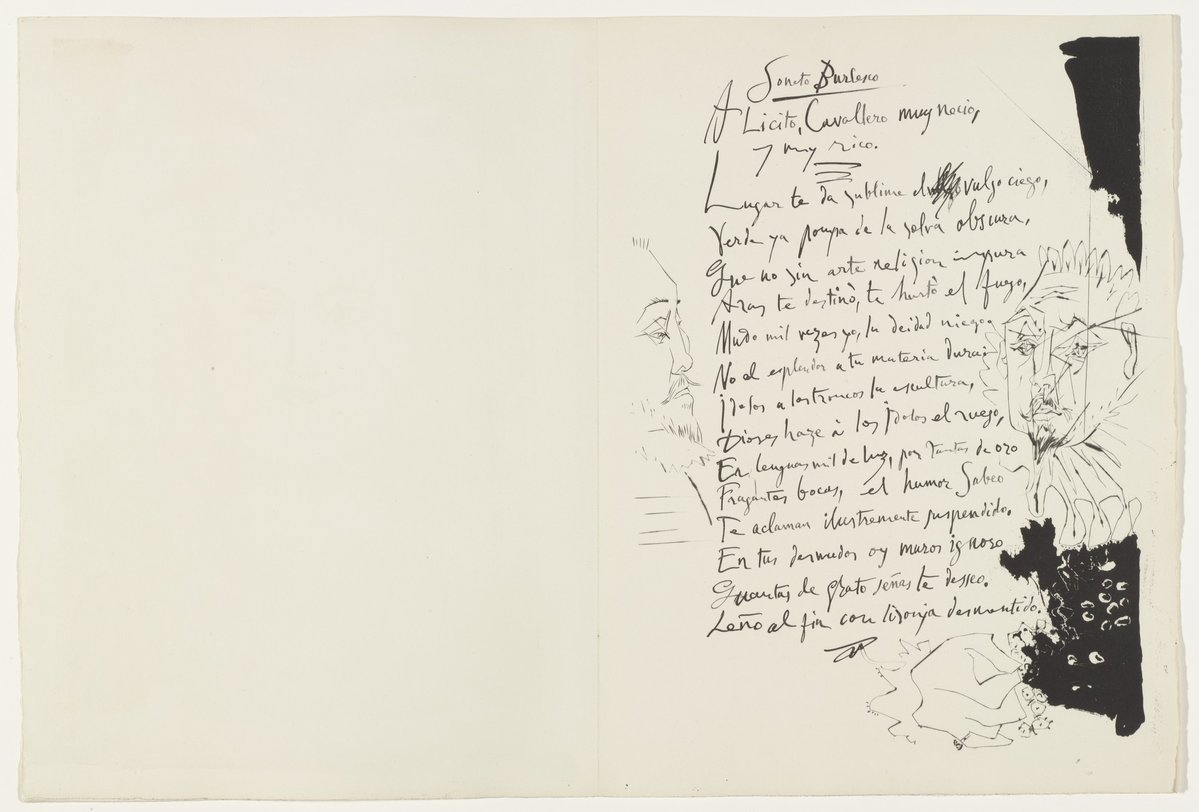 Soneto Burlesco
A Licito, Cavallero muy necio,
y muy rico.
Lugar te da sublime el vulgo ciego,
Verde ya pompa de la selva obscura,
Que no sin arte religion impura
Aras te destinò, te hurtò el fuego,
Mudo mil vezes yo, la deidad niego,
No el esplendor a tu materia dura;
Idolos a los troncos la escultura,
Dioses haze à los Idolos el ruego,
En lenguas mil de luz, por tantas de oro
Fragantes bocas, el humor Sabeo
Te aclaman ilustremente suspendido.
En tus desnudos oy muros ignoro
Quantas de grato señas te desseo.
Leño al fin con lisonja desmentido.